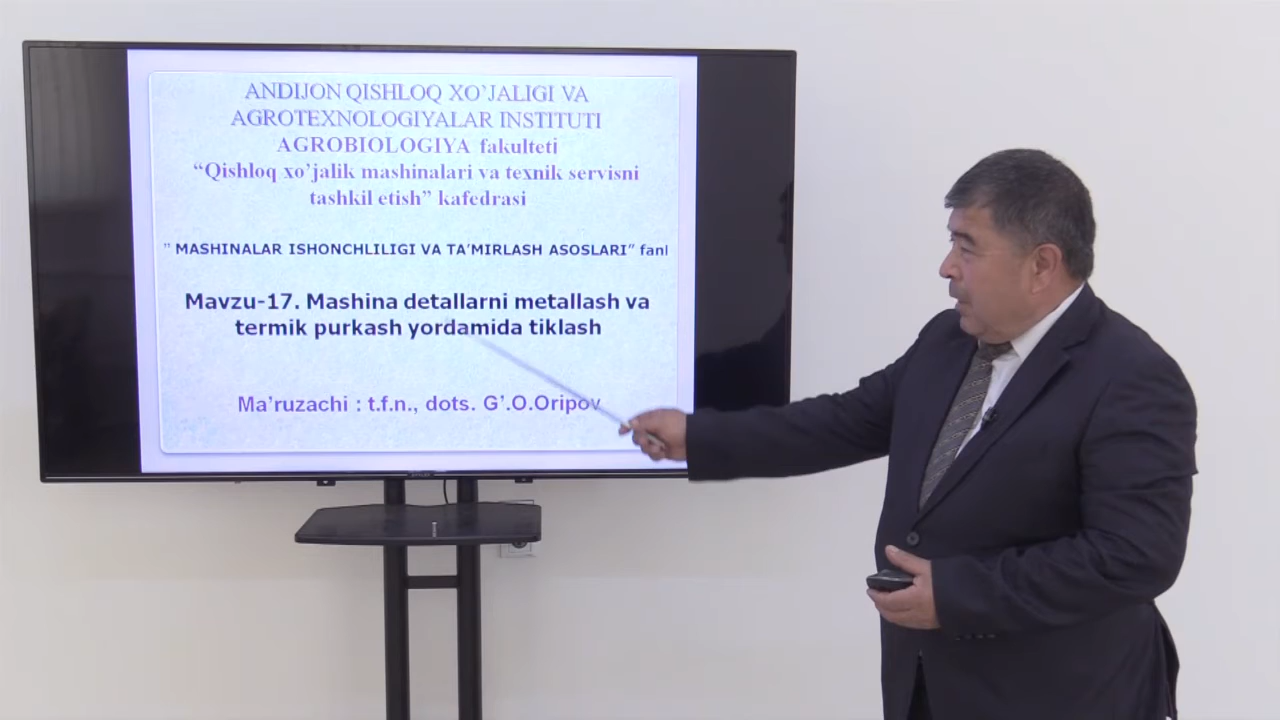 ANDIJON QISHLOQ XO’JALIGI VA
AGROTEXNOLOGIYALAR INSTITUTI
AGROBIOLOGIYA fakulteti
“Qishloq xo’jalik mashinalari va texnik servisni
tashkil etish” kafedrasi
” MASHINALAR ISHONCHLILIGI VA TA’MIRLASH ASOSLARI” fani
Mavzu-17. Mashina detallarni metallash va
termik purkash yordamida tiklash
Ma’ruzachi : t.f.n., dots. G’.O.Oripov